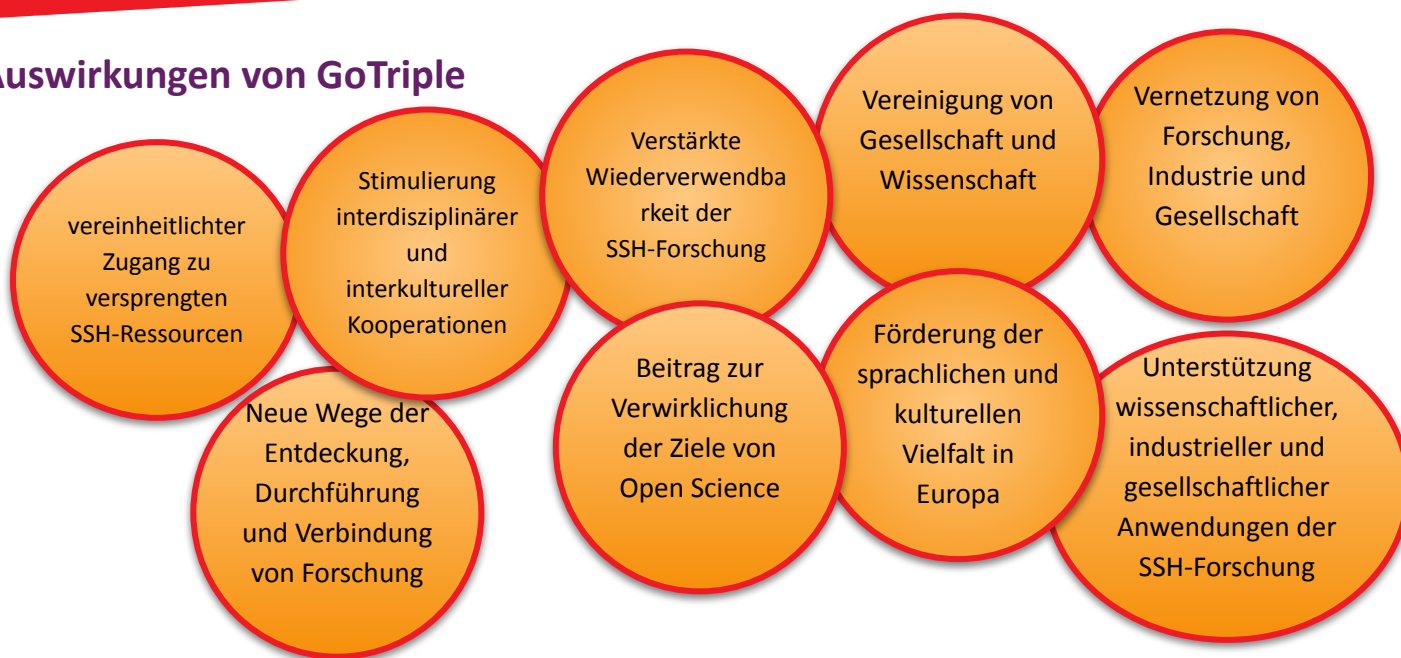 Auswirkungen von GoTriple
vereinheitlichter
Zugang zu
versprengten
SSH-Ressourcen
Stimulierung
interdisziplinärer
und
interkultureller
Kooperationen
Verstärkte
Wiederverwendba
rkeit der
SSH-Forschung
Vereinigung von
Gesellschaft und
Wissenschaft
Vernetzung von
Forschung,
Industrie und
Gesellschaft
Neue Wege der
Entdeckung,
Durchführung
und Verbindung
von Forschung
Beitrag zur
Verwirklichung
der Ziele von
Open Science
Förderung der
sprachlichen und
kulturellen
Vielfalt in
Europa
Unterstützung
wissenschaftlicher,
industrieller und
gesellschaftlicher
Anwendungen der
SSH-Forschung